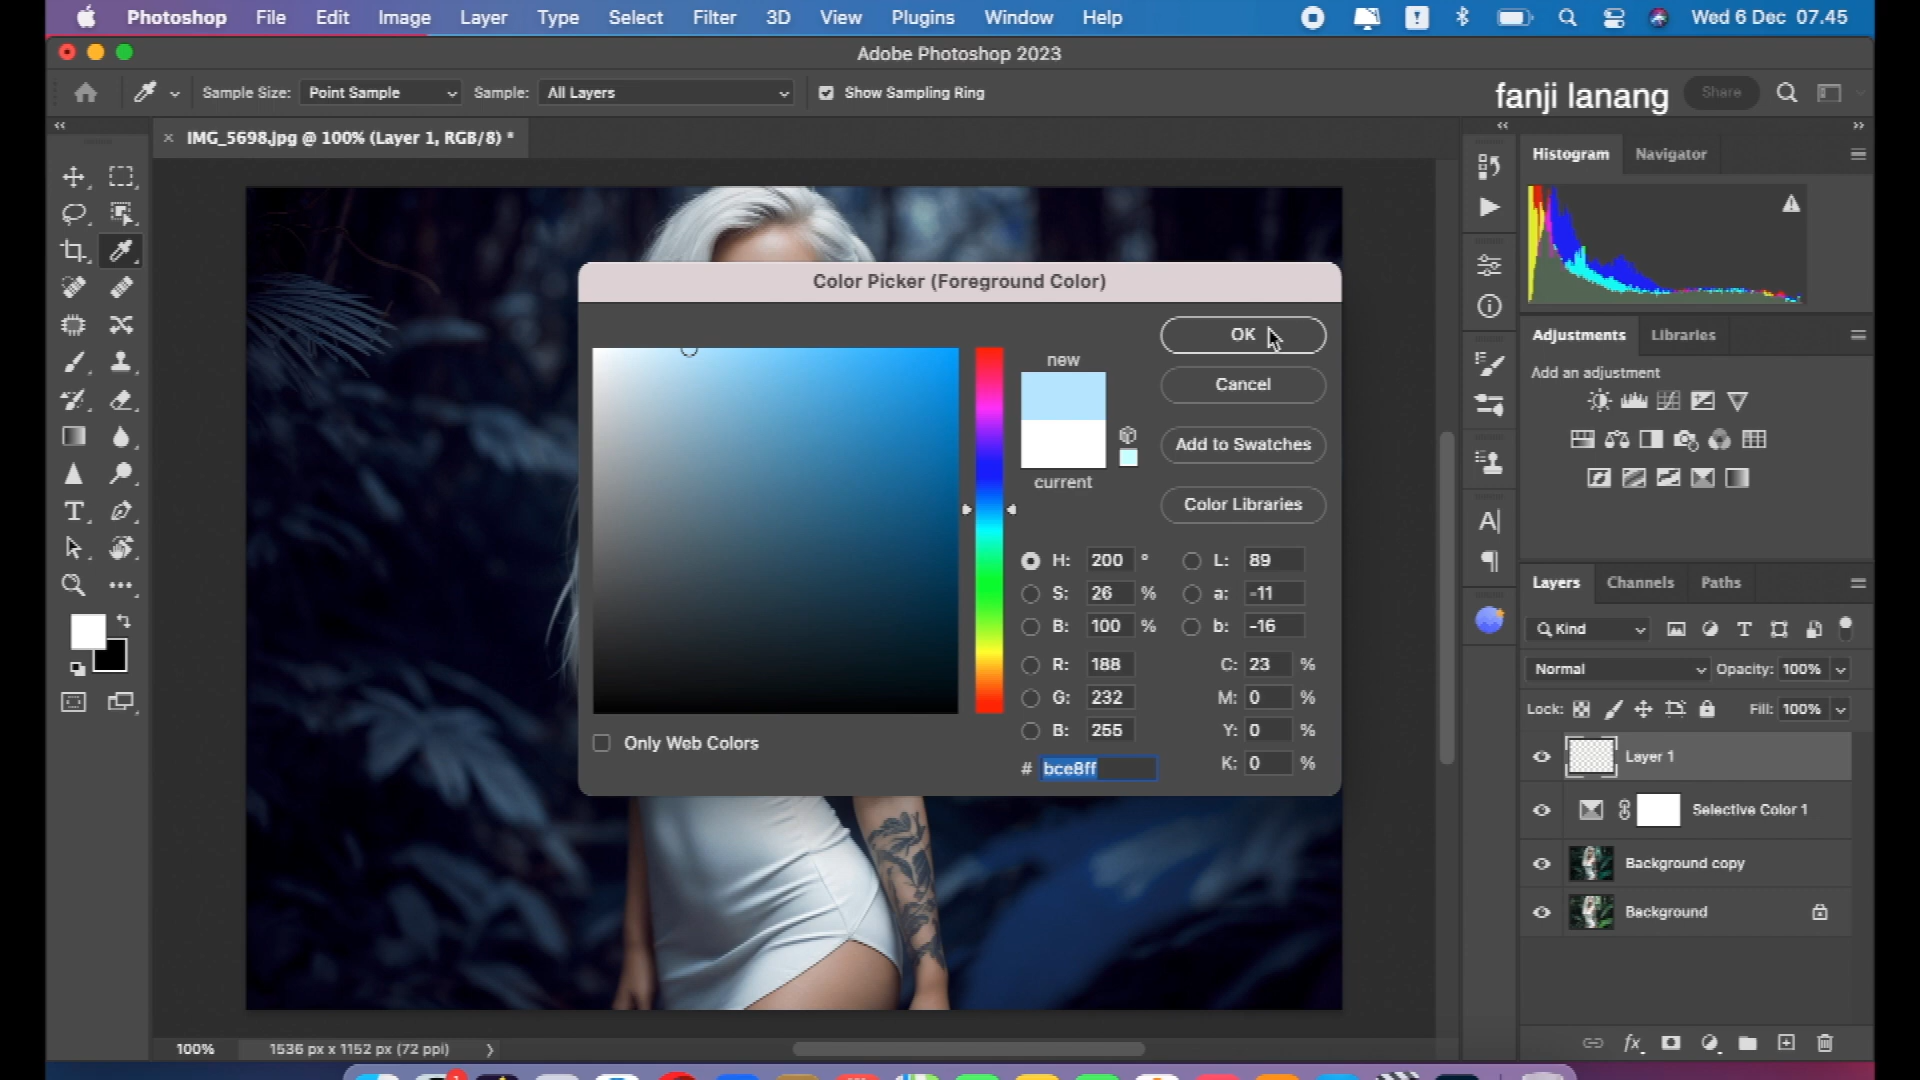 Photoshop File Edit Image Layer Type Select Filter 3D View Plugins Window Help Wed 6 Dec 07.45
Adobe Photoshop 2023
Sample Size: Point Sample Sample: All Layers Show Sampling Ring fanji lanang Share
IMG_5698.jpg @ 100% (Layer 1, RGB/8) *
Histogram Navigator
Color Picker (Foreground Color)
OK
new
Cancel
Add to Swatches
current
Color Libraries
H: 200 ° L: 89
S: 26 % a: -11
B: 100 % b: -16
R: 188 C: 23 %
G: 232 M: 0 %
B: 255 Y: 0 %
# bce8ff K: 0 %
Only Web Colors
Adjustments Libraries
Add an adjustment
Layers Channels Paths
Kind
Normal Opacity: 100%
Lock: Fill: 100%
Layer 1
Selective Color 1
Background copy
Background
100% 1536 px x 1152 px (72 ppi)